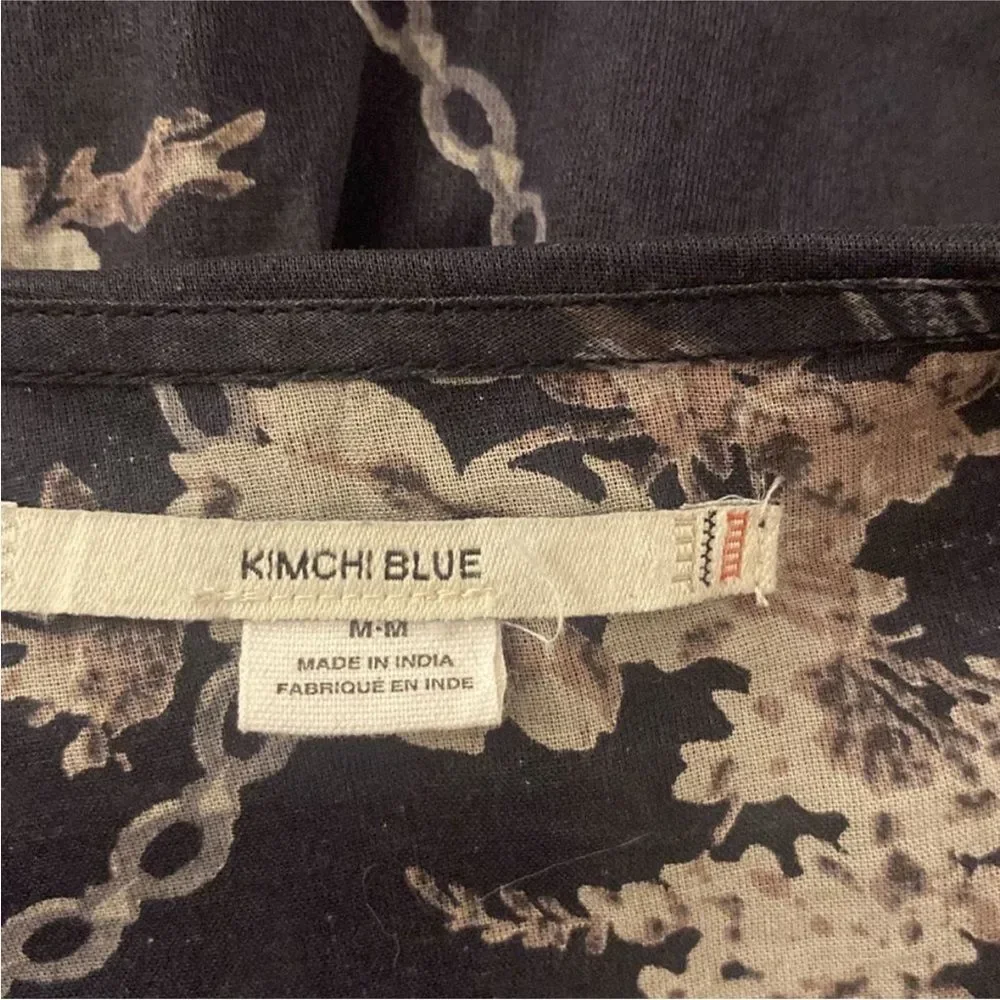 KIMCHI BLUE
M·M
MADE IN INDIA
FABRIQUÉ EN INDE